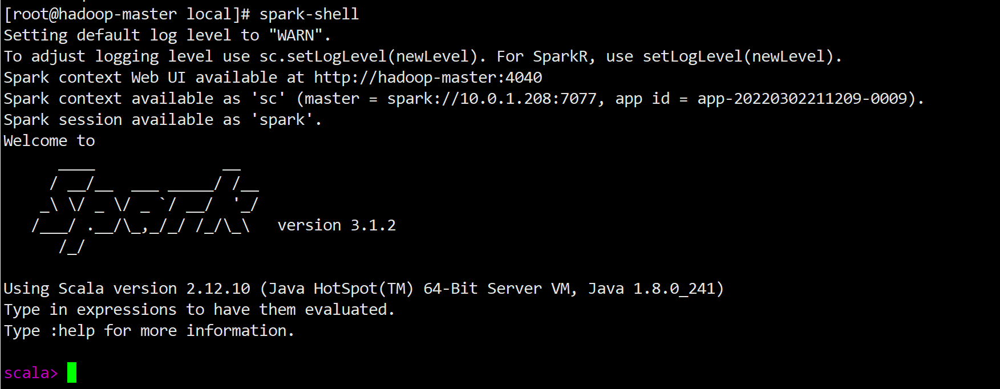 [root@hadoop-master local]# spark-shell
Setting default log level to "WARN".
To adjust logging level use sc.setLogLevel(newLevel). For SparkR, use setLogLevel(newLevel).
Spark context Web UI available at http://hadoop-master:4040
Spark context available as 'sc' (master = spark://10.0.1.208:7077, app id = app-20220302211209-0009).
Spark session available as 'spark'.
Welcome to
      ____              __
     / __/__  ___ _____/ /__
    _\ \/ _ \/ _ `/ __/  '_/
   /___/ .__/\_,_/_/ /_/\_\   version 3.1.2
      /_/
Using Scala version 2.12.10 (Java HotSpot(TM) 64-Bit Server VM, Java 1.8.0_241)
Type in expressions to have them evaluated.
Type :help for more information.
scala>